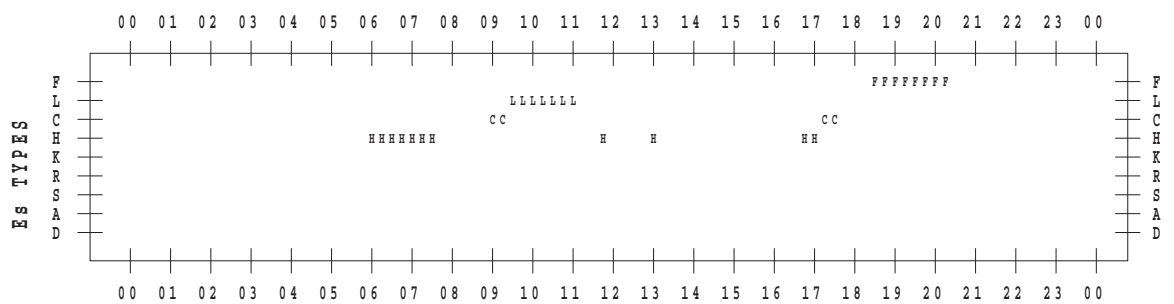 00 01 02 03 04 05 06 07 08 09 10 11 12 13 14 15 16 17 18 19 20 21 22 23 00
F FFFFFFFF F
L LLLLLLL L
C CC CC C
H HHHHHHH H H HH H
K K
R R
S S
A A
D D
Es TYPES
00 01 02 03 04 05 06 07 08 09 10 11 12 13 14 15 16 17 18 19 20 21 22 23 00